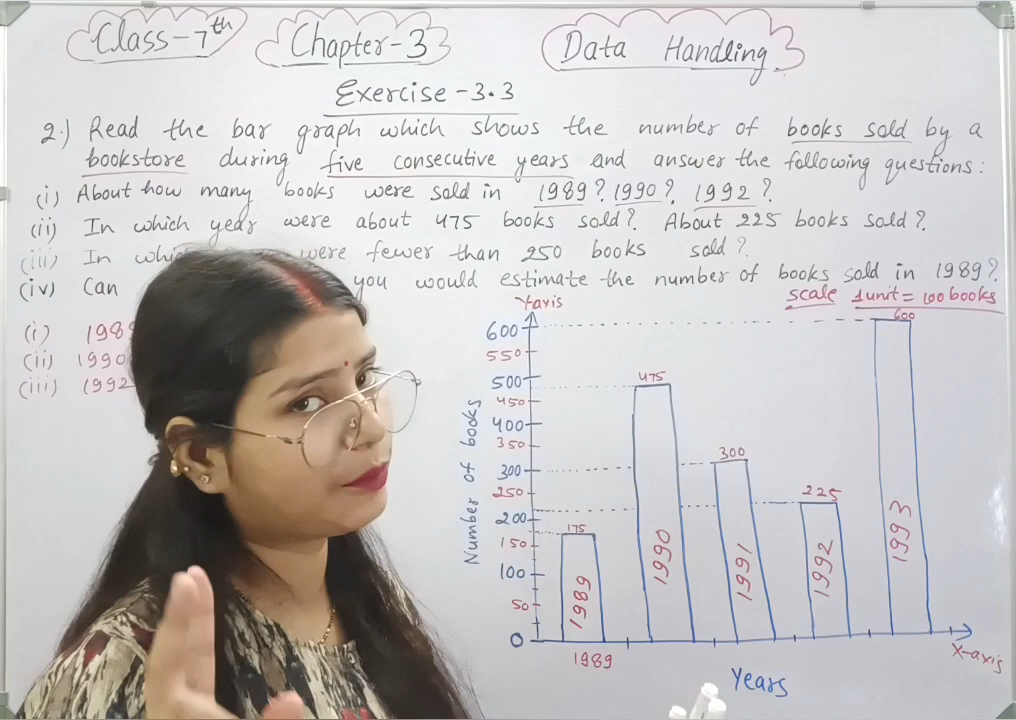 Class-7th Chapter-3 Data Handling
Exercise-3.3
2.) Read the bar graph which shows the number of books sold by a
bookstore during five consecutive years and answer the following questions:
(i) About how many books were sold in 1989? 1990? 1992?
(ii) In which year were about 475 books sold? About 225 books sold?
(iii) In were fewer than 250 books sold?
(iv) Can you would estimate the number of books sold in 1989?
scale 1unit = 100 books
(i)
(ii) 1990
(iii) 1992
Y-axis
Number of books
600
550
500
450
400
350
300
250
200
150
100
50
0
175
475
300
225
600
1989
1990
1991
1992
1993
1989
Years
X-axis